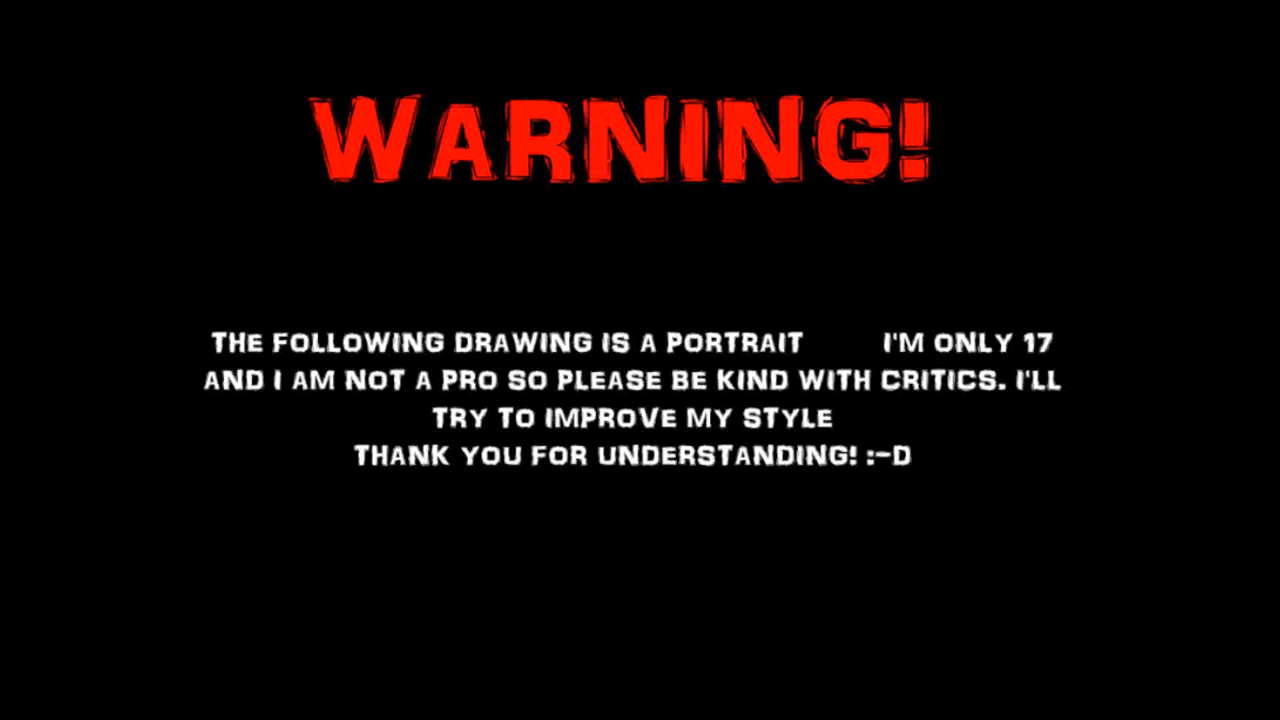 WARNING!
THE FOLLOWING DRAWING IS A PORTRAIT I'M ONLY 17
AND I AM NOT A PRO SO PLEASE BE KIND WITH CRITICS. I'LL
TRY TO IMPROVE MY STYLE
THANK YOU FOR UNDERSTANDING! :-D